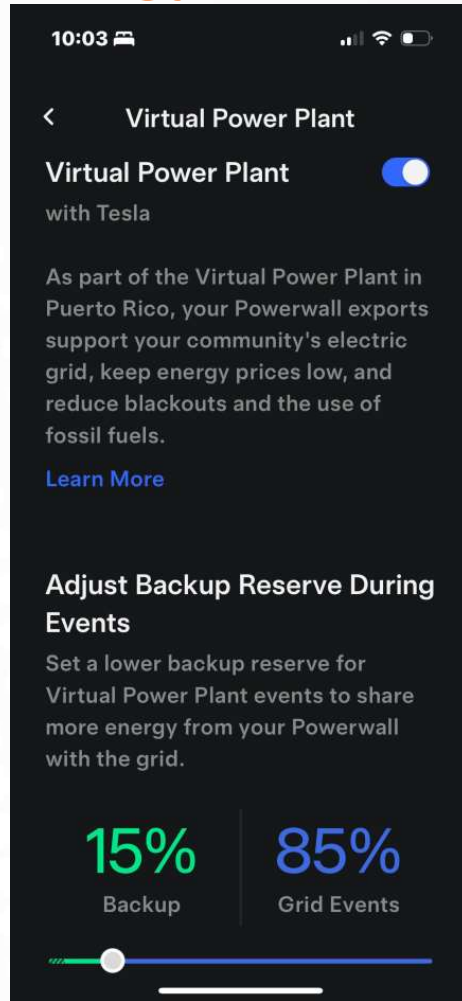 10:03
Virtual Power Plant
Virtual Power Plant
with Tesla
As part of the Virtual Power Plant in
Puerto Rico, your Powerwall exports
support your community's electric
grid, keep energy prices low, and
reduce blackouts and the use of
fossil fuels.
Learn More
Adjust Backup Reserve During
Events
Set a lower backup reserve for
Virtual Power Plant events to share
more energy from your Powerwall
with the grid.
15% 85%
Backup Grid Events